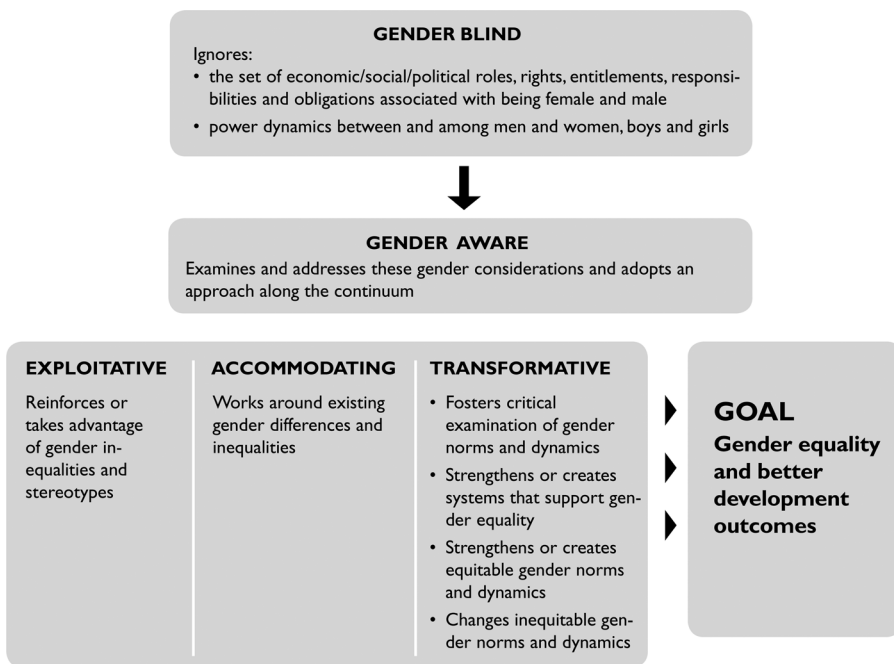 GENDER BLIND
Ignores:
• the set of economic/social/political roles, rights, entitlements, responsi-
bilities and obligations associated with being female and male
• power dynamics between and among men and women, boys and girls
GENDER AWARE
Examines and addresses these gender considerations and adopts an
approach along the continuum
EXPLOITATIVE
Reinforces or
takes advantage
of gender in-
equalities and
stereotypes
ACCOMMODATING
Works around existing
gender differences and
inequalities
TRANSFORMATIVE
• Fosters critical
examination of gender
norms and dynamics
• Strengthens or creates
systems that support gen-
der equality
• Strengthens or creates
equitable gender norms
and dynamics
• Changes inequitable gen-
der norms and dynamics
GOAL
Gender equality
and better
development
outcomes